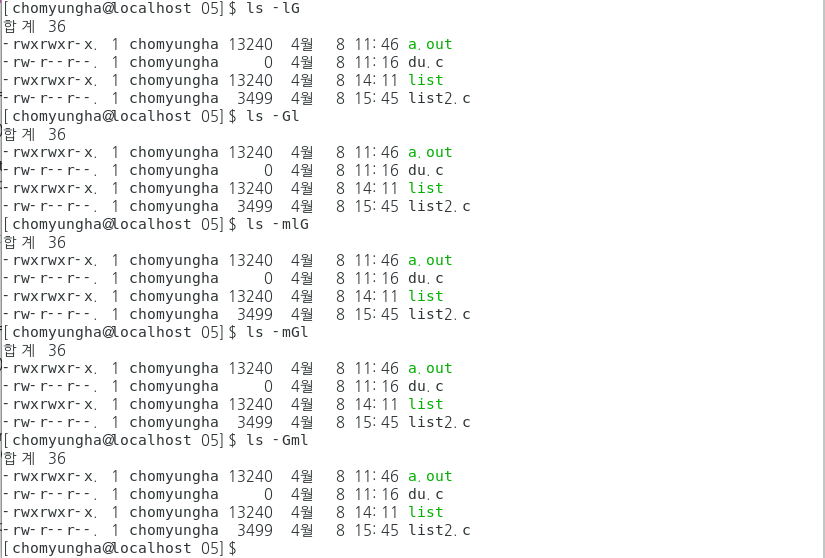 [chomyungha@localhost 05]$ ls -lG
합계 36
-rwxrwxr-x. 1 chomyungha 13240  4월  8 11:46 a.out
-rw-r--r--. 1 chomyungha     0  4월  8 11:16 du.c
-rwxrwxr-x. 1 chomyungha 13240  4월  8 14:11 list
-rw-r--r--. 1 chomyungha  3499  4월  8 15:45 list2.c
[chomyungha@localhost 05]$ ls -Gl
합계 36
-rwxrwxr-x. 1 chomyungha 13240  4월  8 11:46 a.out
-rw-r--r--. 1 chomyungha     0  4월  8 11:16 du.c
-rwxrwxr-x. 1 chomyungha 13240  4월  8 14:11 list
-rw-r--r--. 1 chomyungha  3499  4월  8 15:45 list2.c
[chomyungha@localhost 05]$ ls -mlG
합계 36
-rwxrwxr-x. 1 chomyungha 13240  4월  8 11:46 a.out
-rw-r--r--. 1 chomyungha     0  4월  8 11:16 du.c
-rwxrwxr-x. 1 chomyungha 13240  4월  8 14:11 list
-rw-r--r--. 1 chomyungha  3499  4월  8 15:45 list2.c
[chomyungha@localhost 05]$ ls -mGl
합계 36
-rwxrwxr-x. 1 chomyungha 13240  4월  8 11:46 a.out
-rw-r--r--. 1 chomyungha     0  4월  8 11:16 du.c
-rwxrwxr-x. 1 chomyungha 13240  4월  8 14:11 list
-rw-r--r--. 1 chomyungha  3499  4월  8 15:45 list2.c
[chomyungha@localhost 05]$ ls -Gml
합계 36
-rwxrwxr-x. 1 chomyungha 13240  4월  8 11:46 a.out
-rw-r--r--. 1 chomyungha     0  4월  8 11:16 du.c
-rwxrwxr-x. 1 chomyungha 13240  4월  8 14:11 list
-rw-r--r--. 1 chomyungha  3499  4월  8 15:45 list2.c
[chomyungha@localhost 05]$